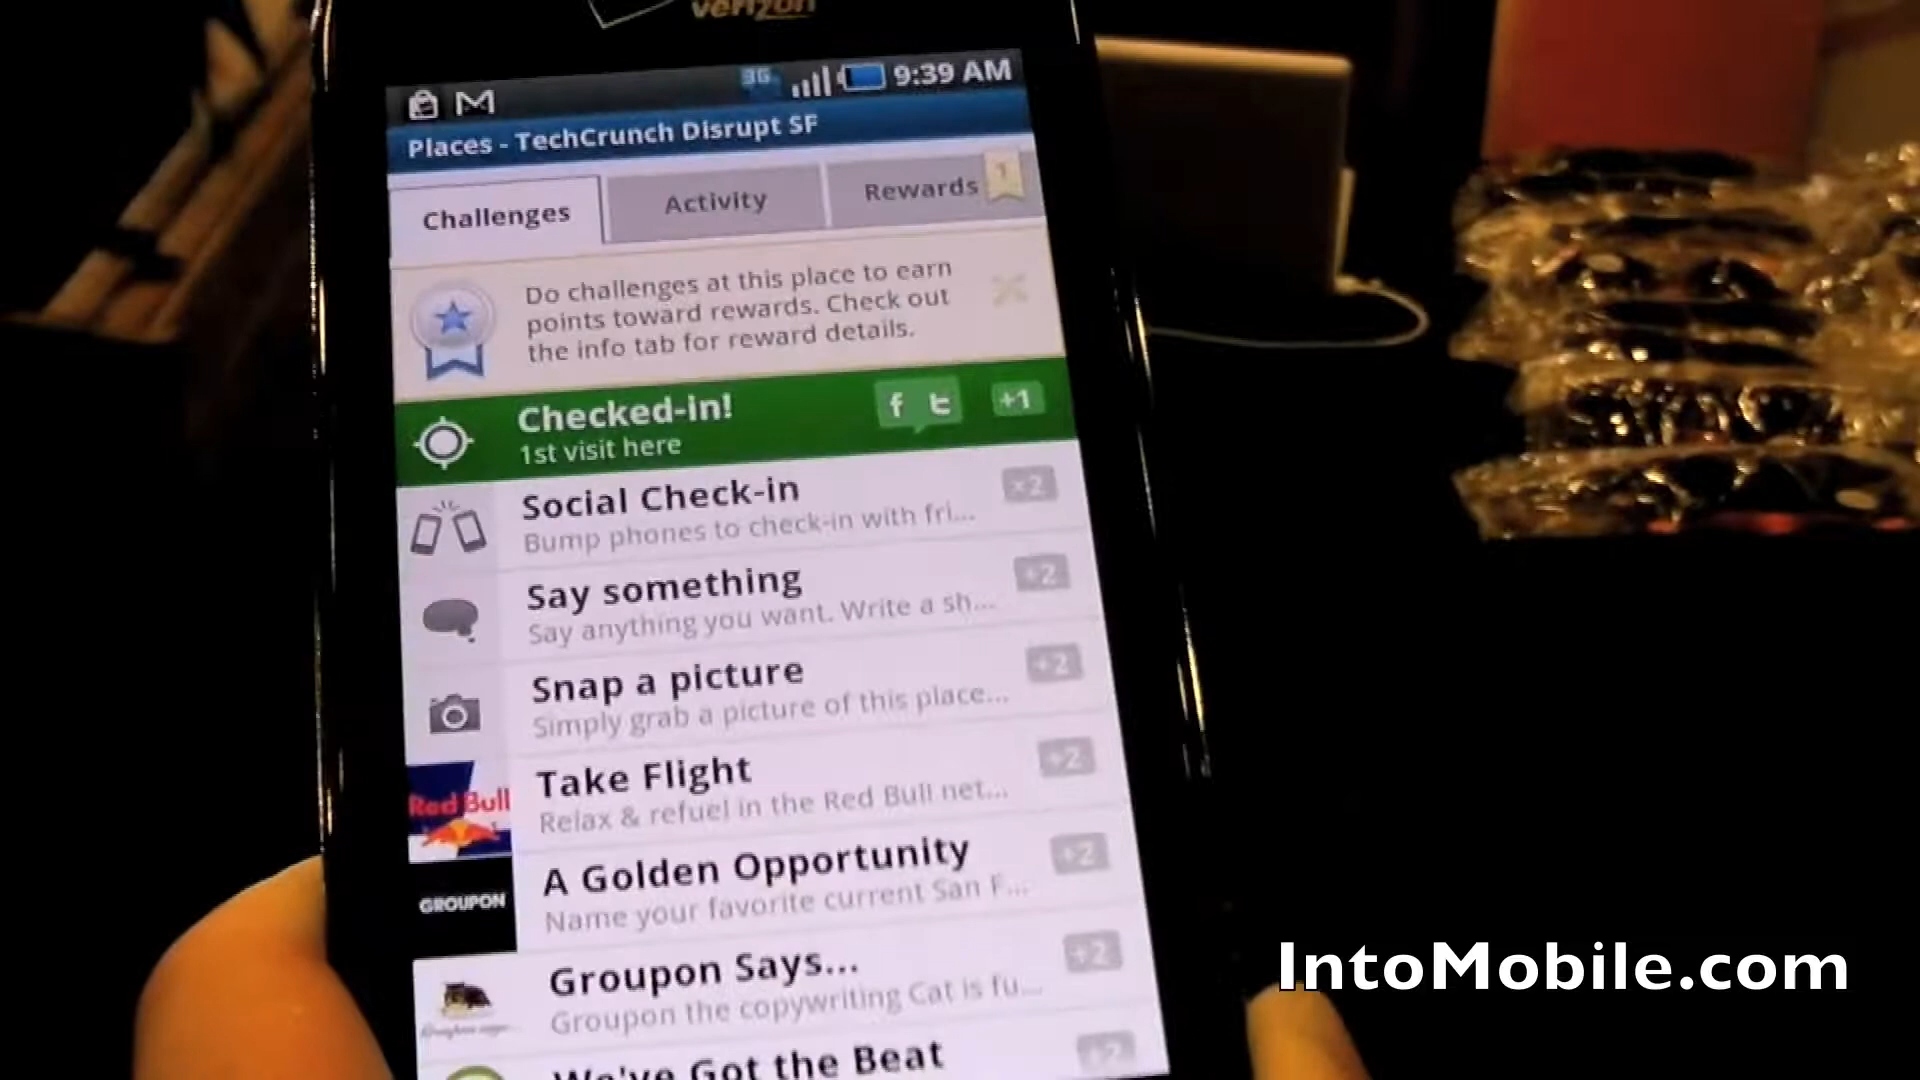 verizon
3G 9:39 AM
Places - TechCrunch Disrupt SF
Challenges
Activity
Rewards
1
Do challenges at this place to earn
points toward rewards. Check out
the info tab for reward details.
Checked-in!
f t +1
1st visit here
Social Check-in
Bump phones to check-in with fri...
Say something
+2
Say anything you want. Write a sh...
Snap a picture
+2
Simply grab a picture of this place...
Red Bull
Take Flight
+2
Relax & refuel in the Red Bull net...
GROUPON
A Golden Opportunity
+2
Name your favorite current San F...
Groupon Says...
+2
Groupon the copywriting Cat is fu...
We've Got the Beat
+2
IntoMobile.com